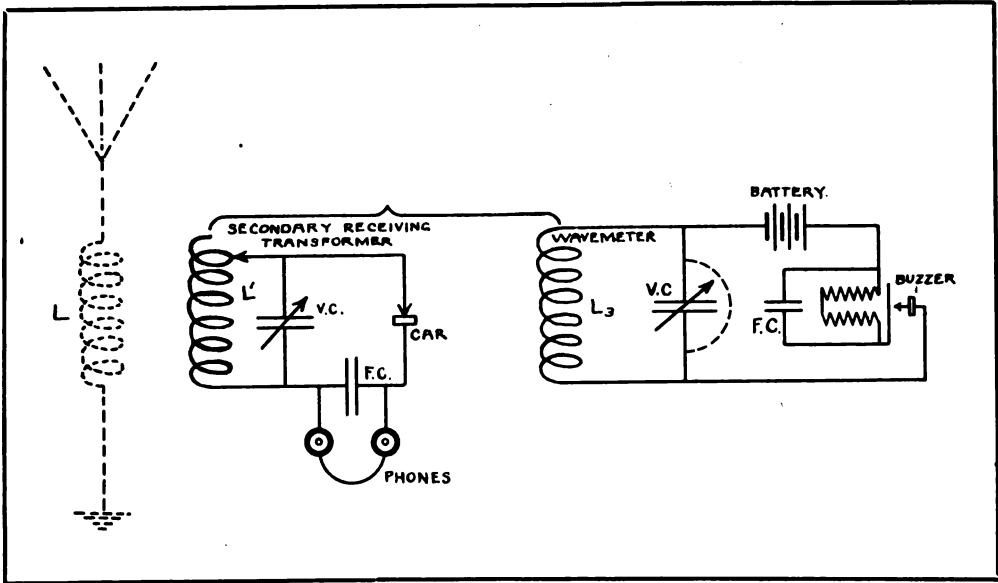 BATTERY.
SECONDARY RECEIVING
TRANSFORMER
WAVEMETER
L
L'
V.C.
CAR
F.C.
PHONES
L3
V.C
F.C.
BUZZER